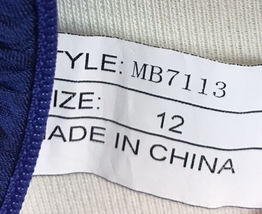 TYLE: MB7113
IZE: 12
ADE IN CHINA